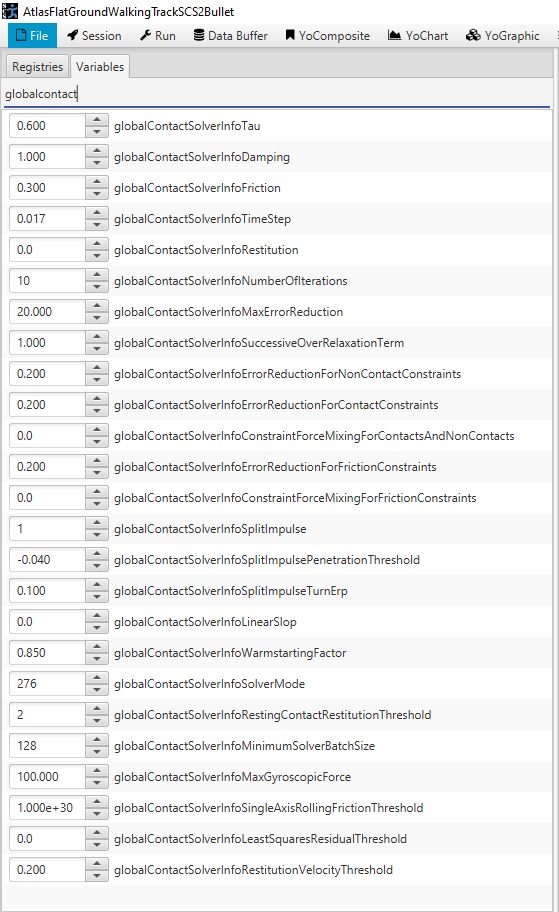 AtlasFlatGroundWalkingTrackSCS2Bullet
File Session Run Data Buffer YoComposite YoChart YoGraphic
Registries Variables
globalcontact
0.600 globalContactSolverInfoTau
1.000 globalContactSolverInfoDamping
0.300 globalContactSolverInfoFriction
0.017 globalContactSolverInfoTimeStep
0.0 globalContactSolverInfoRestitution
10 globalContactSolverInfoNumberOfIterations
20.000 globalContactSolverInfoMaxErrorReduction
1.000 globalContactSolverInfoSuccessiveOverRelaxationTerm
0.200 globalContactSolverInfoErrorReductionForNonContactConstraints
0.200 globalContactSolverInfoErrorReductionForContactConstraints
0.0 globalContactSolverInfoConstraintForceMixingForContactsAndNonContacts
0.200 globalContactSolverInfoErrorReductionForFrictionConstraints
0.0 globalContactSolverInfoConstraintForceMixingForFrictionConstraints
1 globalContactSolverInfoSplitImpulse
-0.040 globalContactSolverInfoSplitImpulsePenetrationThreshold
0.100 globalContactSolverInfoSplitImpulseTurnErp
0.0 globalContactSolverInfoLinearSlop
0.850 globalContactSolverInfoWarmstartingFactor
276 globalContactSolverInfoSolverMode
2 globalContactSolverInfoRestingContactRestitutionThreshold
128 globalContactSolverInfoMinimumSolverBatchSize
100.000 globalContactSolverInfoMaxGyroscopicForce
1.000e+30 globalContactSolverInfoSingleAxisRollingFrictionThreshold
0.0 globalContactSolverInfoLeastSquaresResidualThreshold
0.200 globalContactSolverInfoRestitutionVelocityThreshold